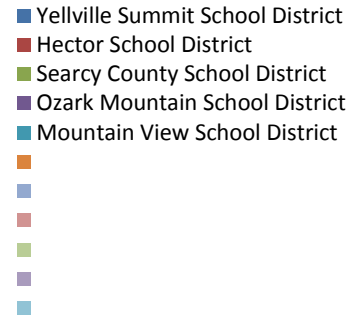 Yellville Summit School District
Hector School District
Searcy County School District
Ozark Mountain School District
Mountain View School District